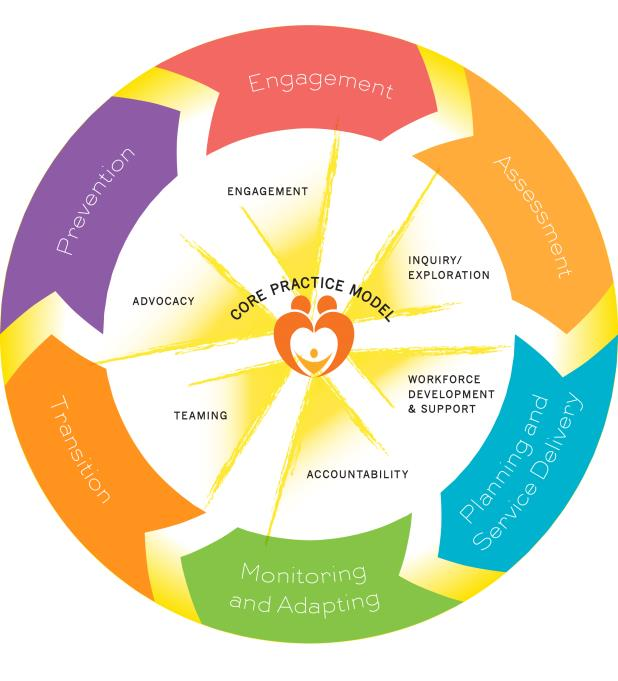 Engagement
Assessment
Planning and
Service Delivery
Monitoring
and Adapting
Transition
Prevention
CORE PRACTICE MODEL
ENGAGEMENT
INQUIRY/
EXPLORATION
WORKFORCE
DEVELOPMENT
& SUPPORT
ACCOUNTABILITY
TEAMING
ADVOCACY